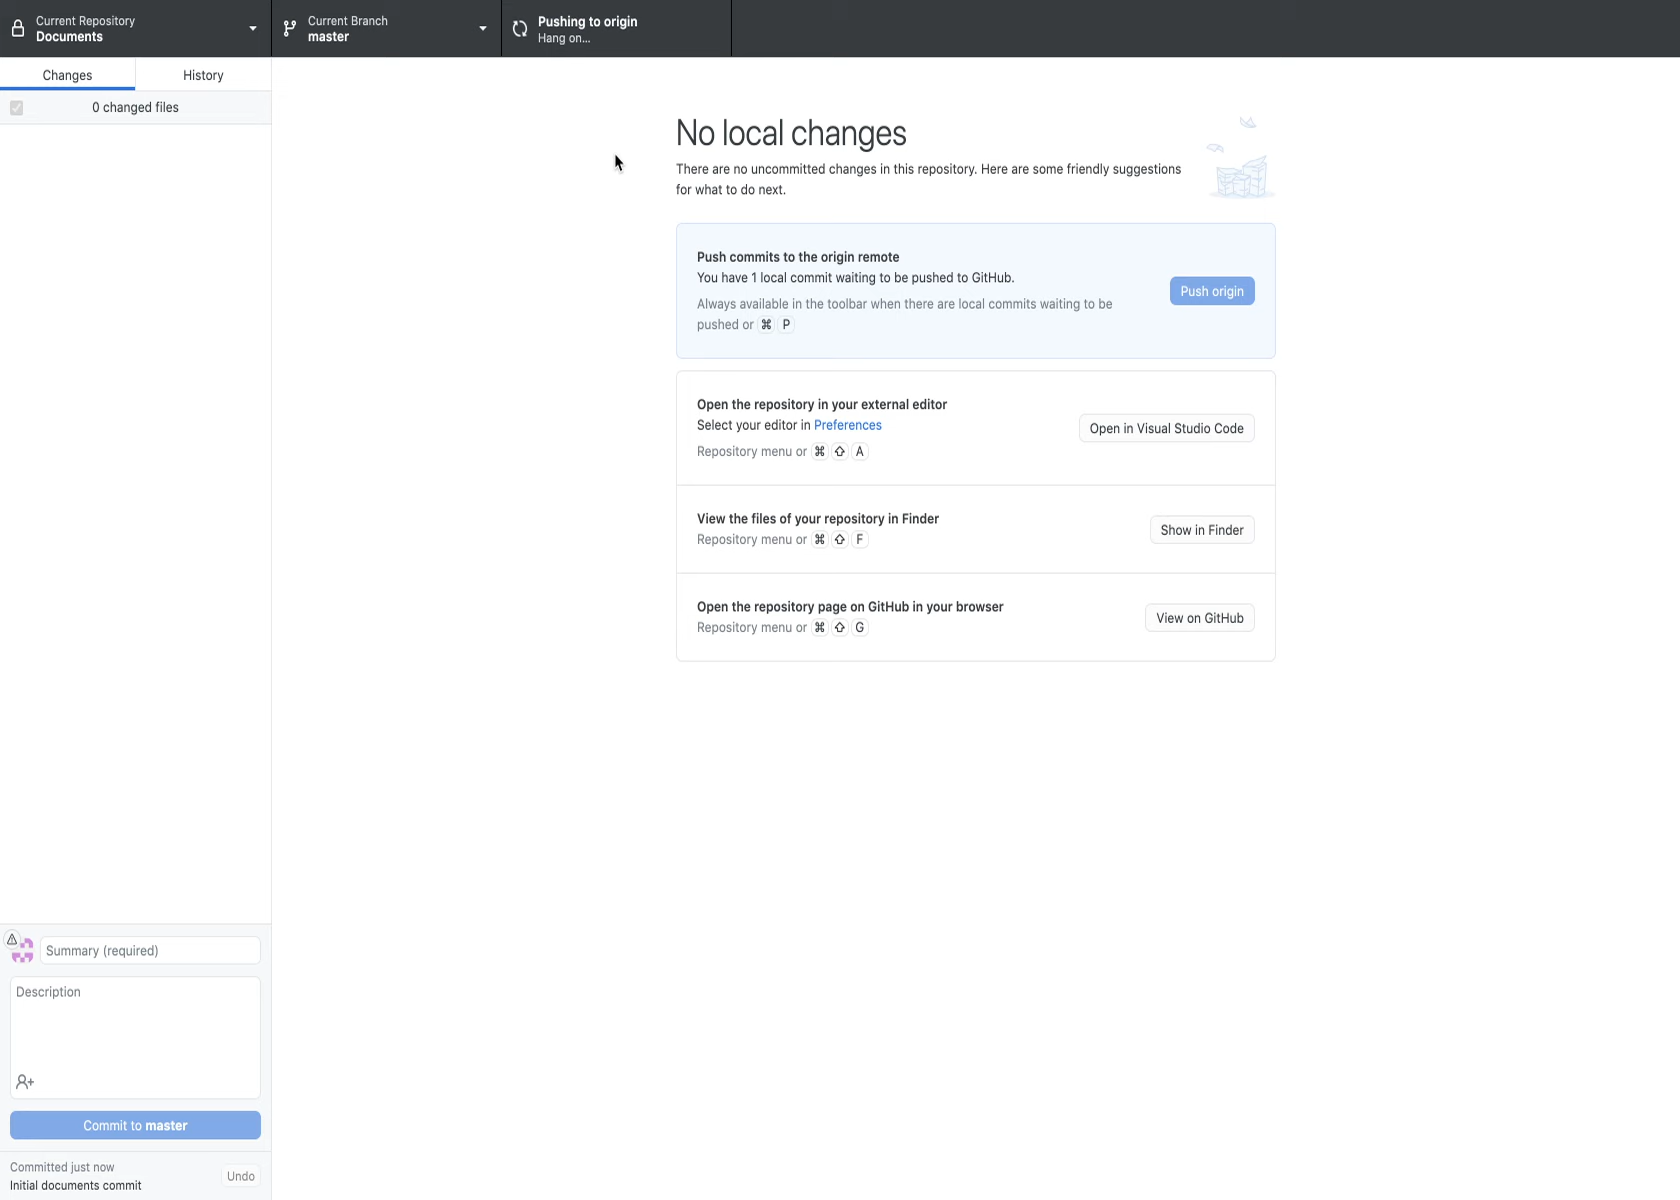 Current Repository
Documents
Current Branch
master
Pushing to origin
Hang on...
Changes
History
0 changed files
No local changes
There are no uncommitted changes in this repository. Here are some friendly suggestions
for what to do next.
Push commits to the origin remote
You have 1 local commit waiting to be pushed to GitHub.
Always available in the toolbar when there are local commits waiting to be
pushed or ⌘ P
Push origin
Open the repository in your external editor
Select your editor in Preferences
Repository menu or ⌘ ⇧ A
Open in Visual Studio Code
View the files of your repository in Finder
Repository menu or ⌘ ⇧ F
Show in Finder
Open the repository page on GitHub in your browser
Repository menu or ⌘ ⇧ G
View on GitHub
Summary (required)
Description
Commit to master
Committed just now
Initial documents commit
Undo